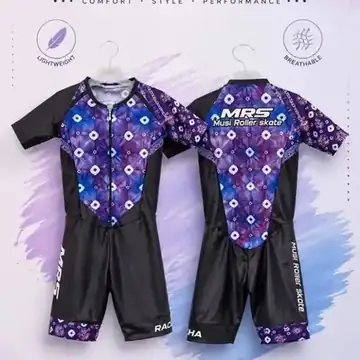 COMFORT • STYLE • PERFORMANCE
LIGHTWEIGHT
BREATHABLE
MRS
Musi Roller skate
MRS
Musi Roller skate
RAC
HA